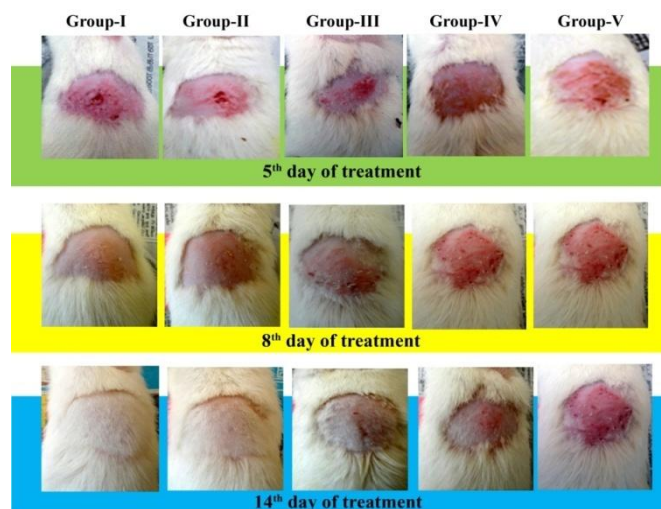 Group-I Group-II Group-III Group-IV Group-V
5th day of treatment
8th day of treatment
14th day of treatment